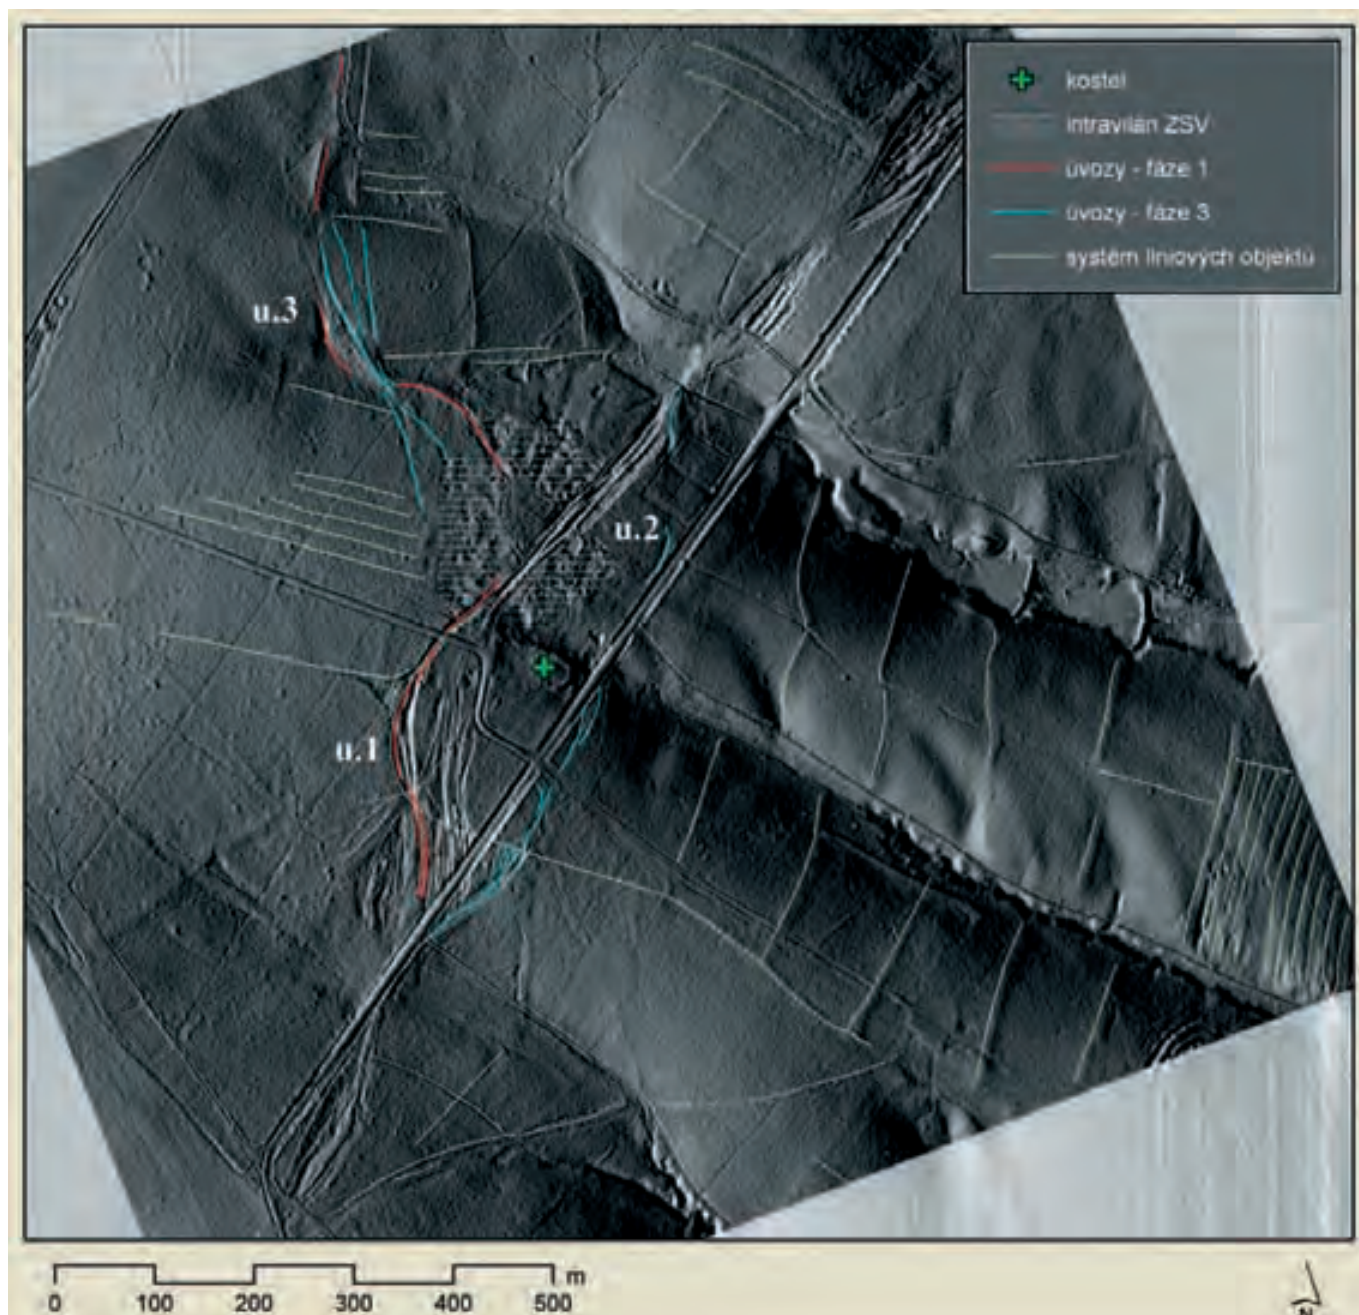 kostel
intravilán ZSV
úvozy - fáze 1
úvozy - fáze 3
systém liniových objektů
u.3
u.2
u.1
m
0 100 200 300 400 500
N